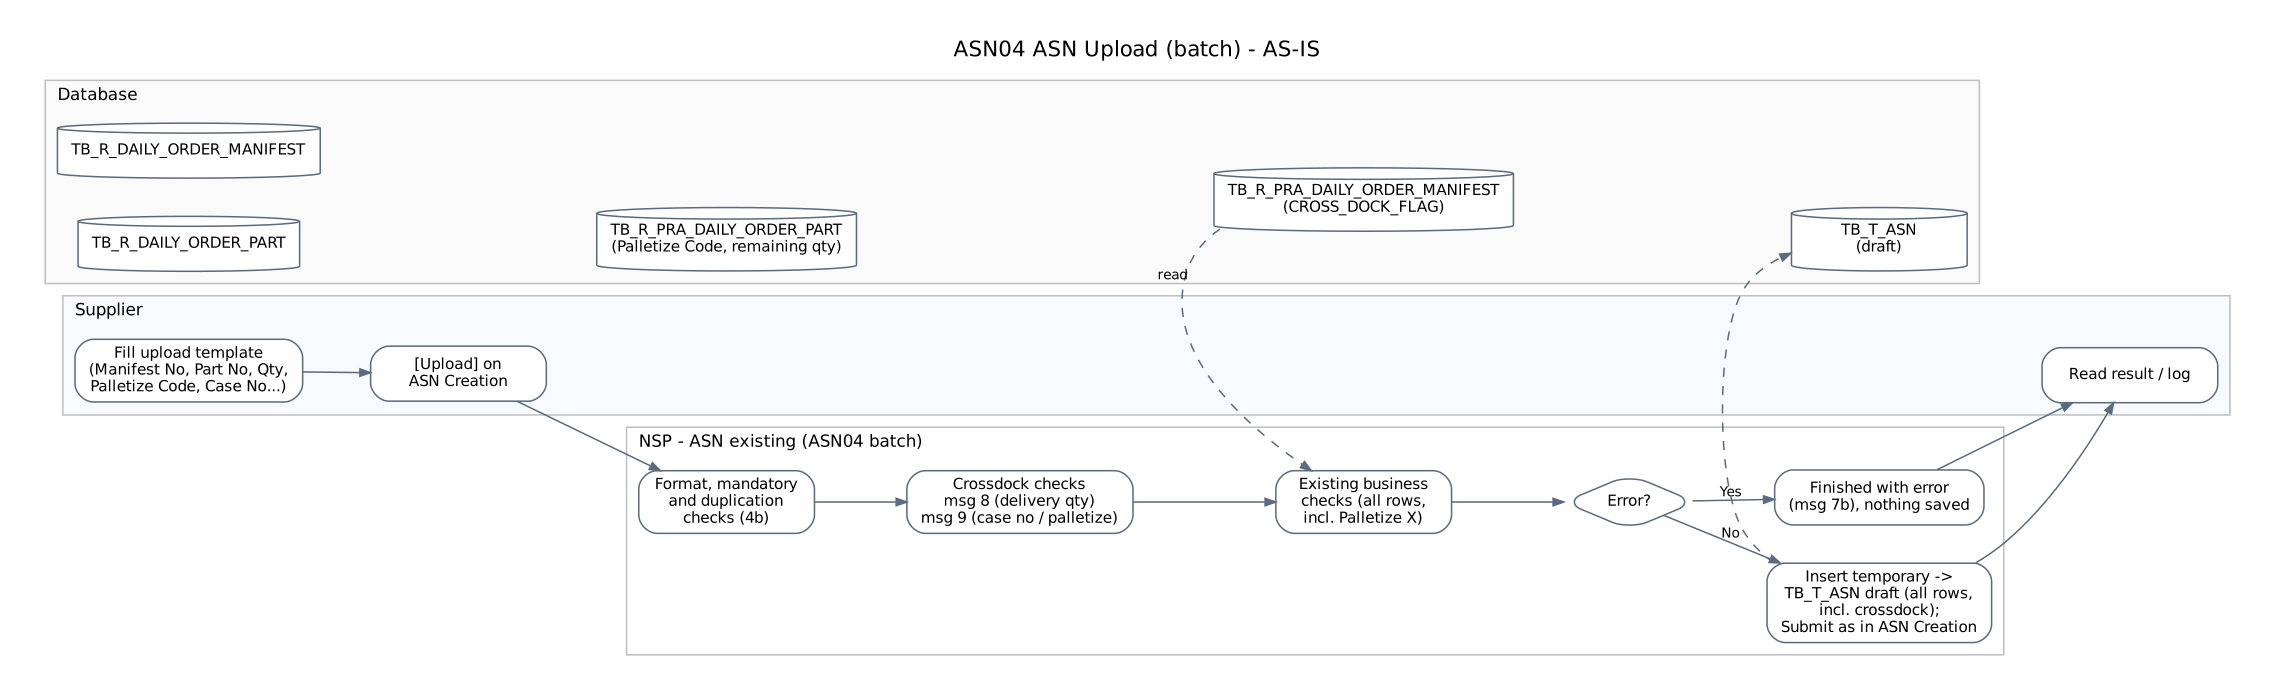 ASN04 ASN Upload (batch) - AS-IS
Database
TB_R_DAILY_ORDER_MANIFEST
TB_R_DAILY_ORDER_PART
TB_R_PRA_DAILY_ORDER_PART
(Palletize Code, remaining qty)
TB_R_PRA_DAILY_ORDER_MANIFEST
(CROSS_DOCK_FLAG)
TB_T_ASN
(draft)
read
Supplier
Fill upload template
(Manifest No, Part No, Qty,
Palletize Code, Case No...)
[Upload] on
ASN Creation
Read result / log
NSP - ASN existing (ASN04 batch)
Format, mandatory
and duplication
checks (4b)
Crossdock checks
msg 8 (delivery qty)
msg 9 (case no / palletize)
Existing business
checks (all rows,
incl. Palletize X)
Error?
Yes
No
Finished with error
(msg 7b), nothing saved
Insert temporary ->
TB_T_ASN draft (all rows,
incl. crossdock);
Submit as in ASN Creation